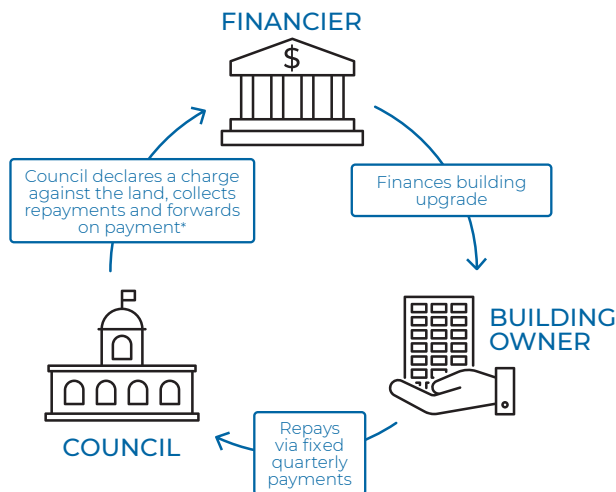 FINANCIER
$
Council declares a charge
against the land, collects
repayments and forwards
on payment*
Finances building
upgrade
BUILDING
OWNER
COUNCIL
Repays
via fixed
quarterly
payments